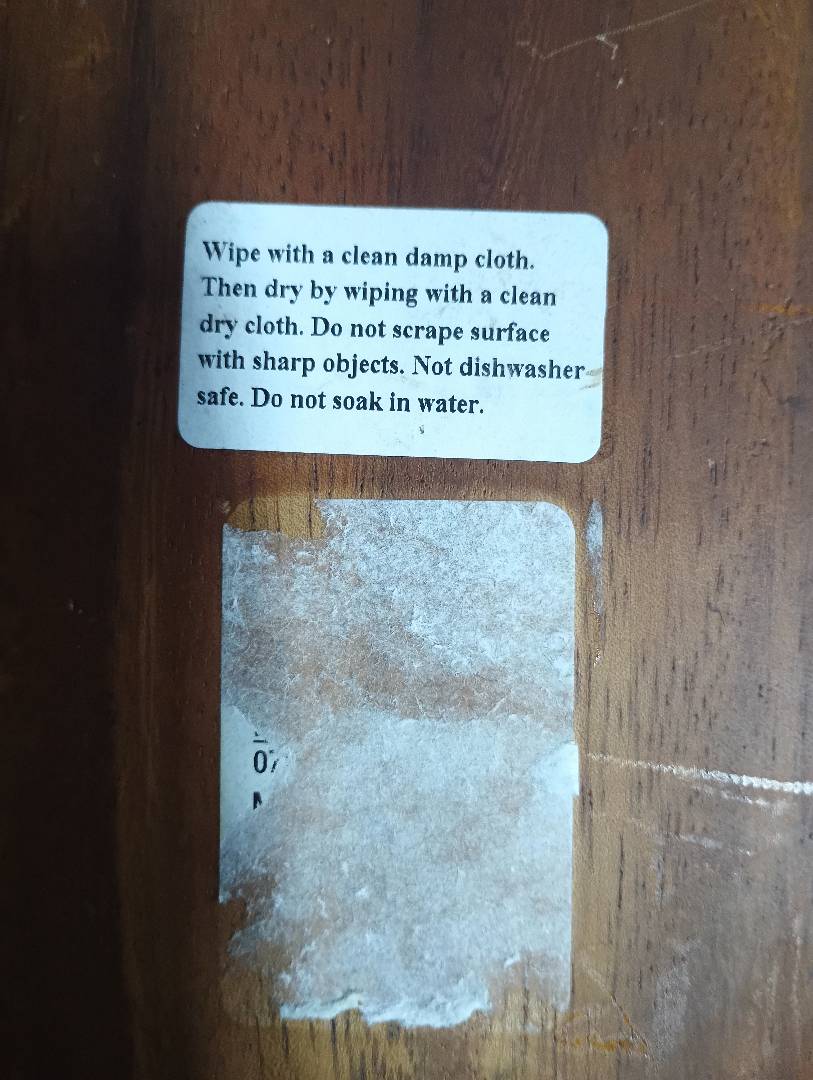 Wipe with a clean damp cloth.
Then dry by wiping with a clean
dry cloth. Do not scrape surface
with sharp objects. Not dishwasher
safe. Do not soak in water.
07